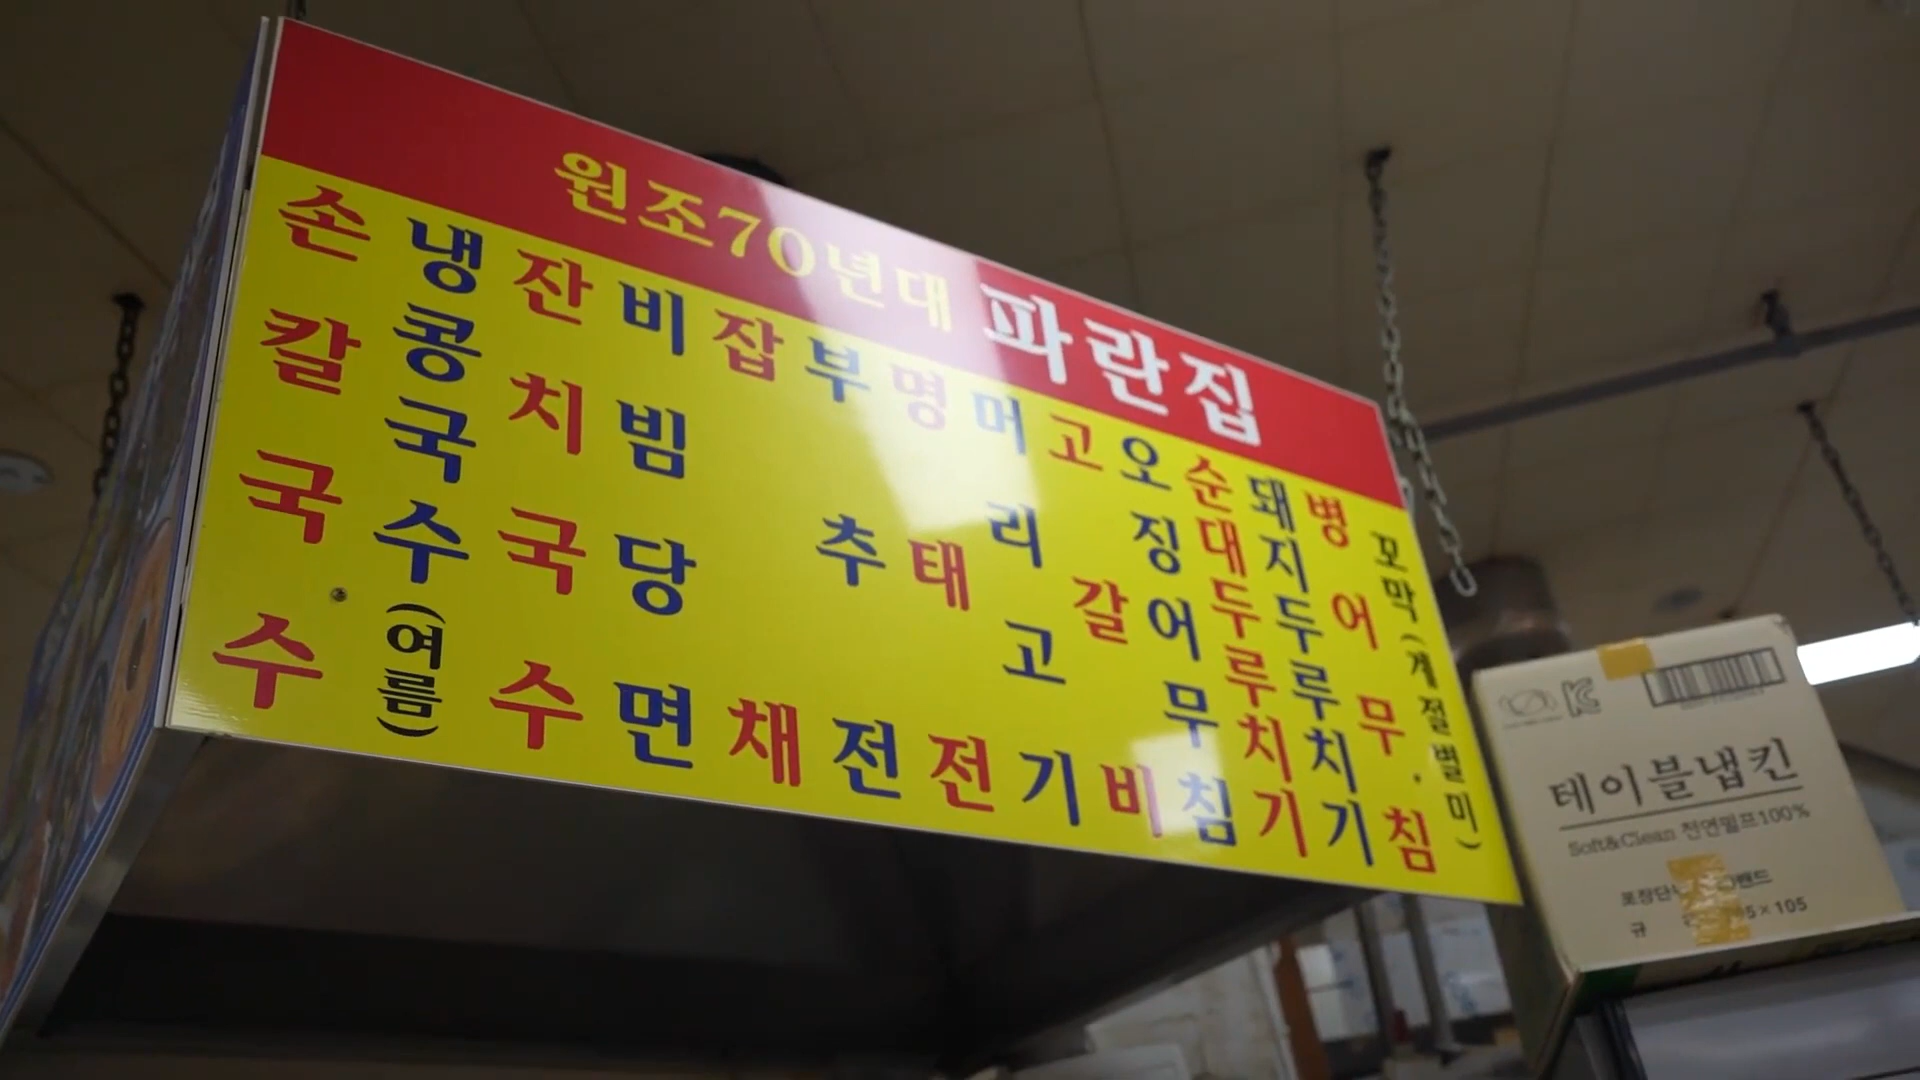 원조70년대 파란집
손칼국수
냉콩국수(여름)
잔치국수
비빔당면
잡채
부추전
명태전
머리고기
고갈비
오징어무침
순대두루치기
돼지두루치기
병어무침
꼬막(계절별미)
테이블냅킨
Soft&Clean 천연펄프100%